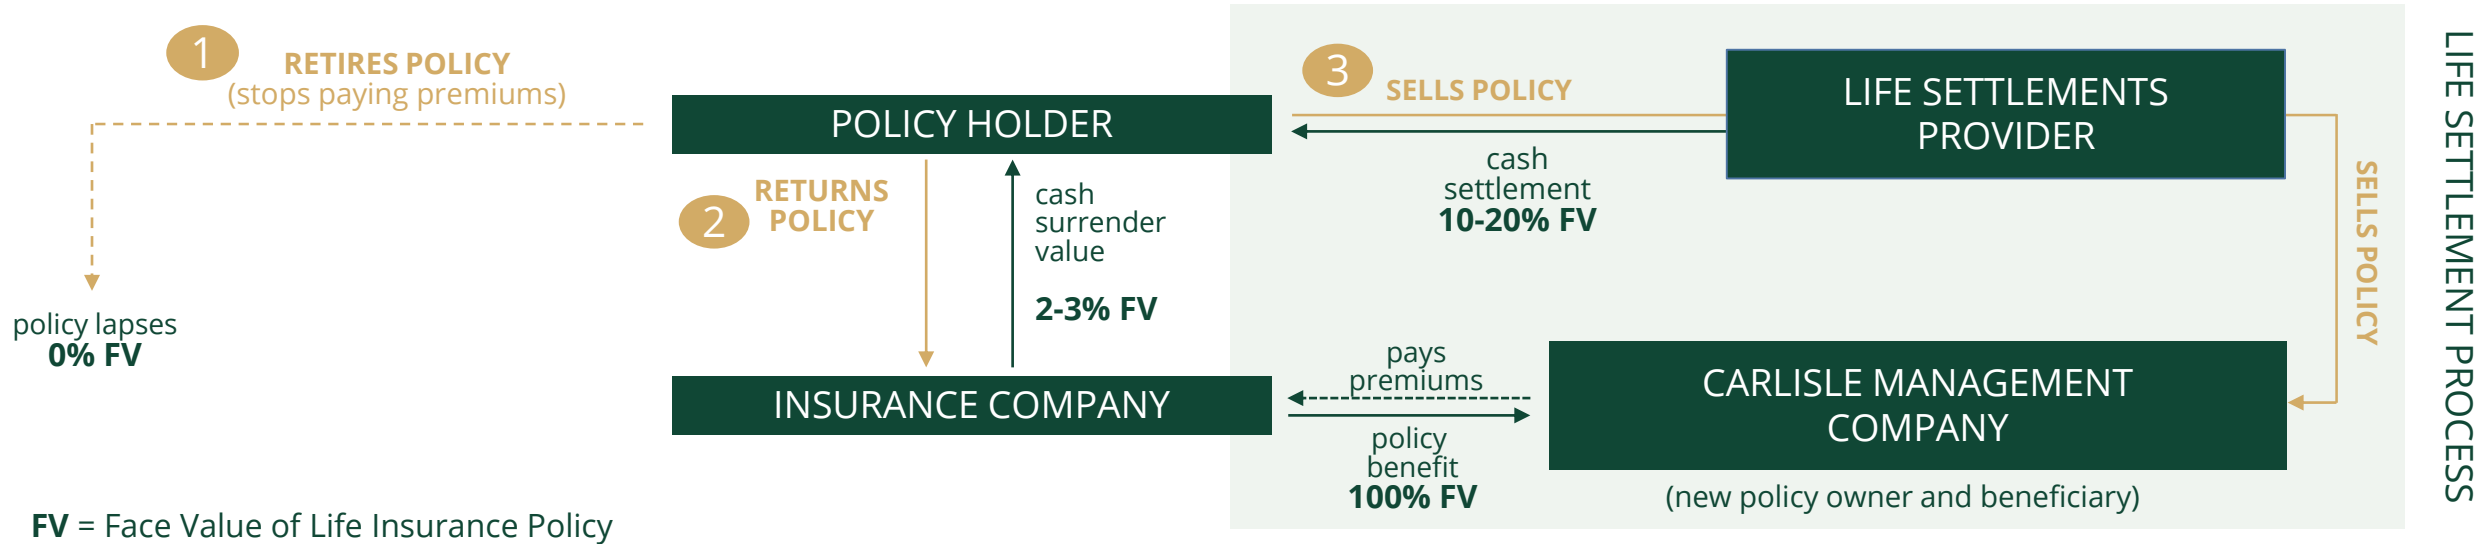 1
RETIRES POLICY
(stops paying premiums)
policy lapses
0% FV
POLICY HOLDER
2
RETURNS
POLICY
cash
surrender
value
2-3% FV
INSURANCE COMPANY
3
SELLS POLICY
cash
settlement
10-20% FV
LIFE SETTLEMENTS
PROVIDER
SELLS POLICY
pays
premiums
policy
benefit
100% FV
CARLISLE MANAGEMENT
COMPANY
(new policy owner and beneficiary)
LIFE SETTLEMENT PROCESS
FV = Face Value of Life Insurance Policy